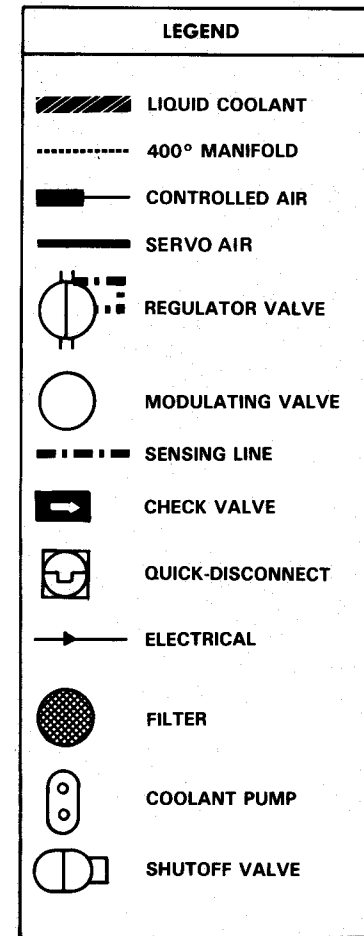 LEGEND
LIQUID COOLANT
400° MANIFOLD
CONTROLLED AIR
SERVO AIR
REGULATOR VALVE
MODULATING VALVE
SENSING LINE
CHECK VALVE
QUICK-DISCONNECT
ELECTRICAL
FILTER
COOLANT PUMP
SHUTOFF VALVE